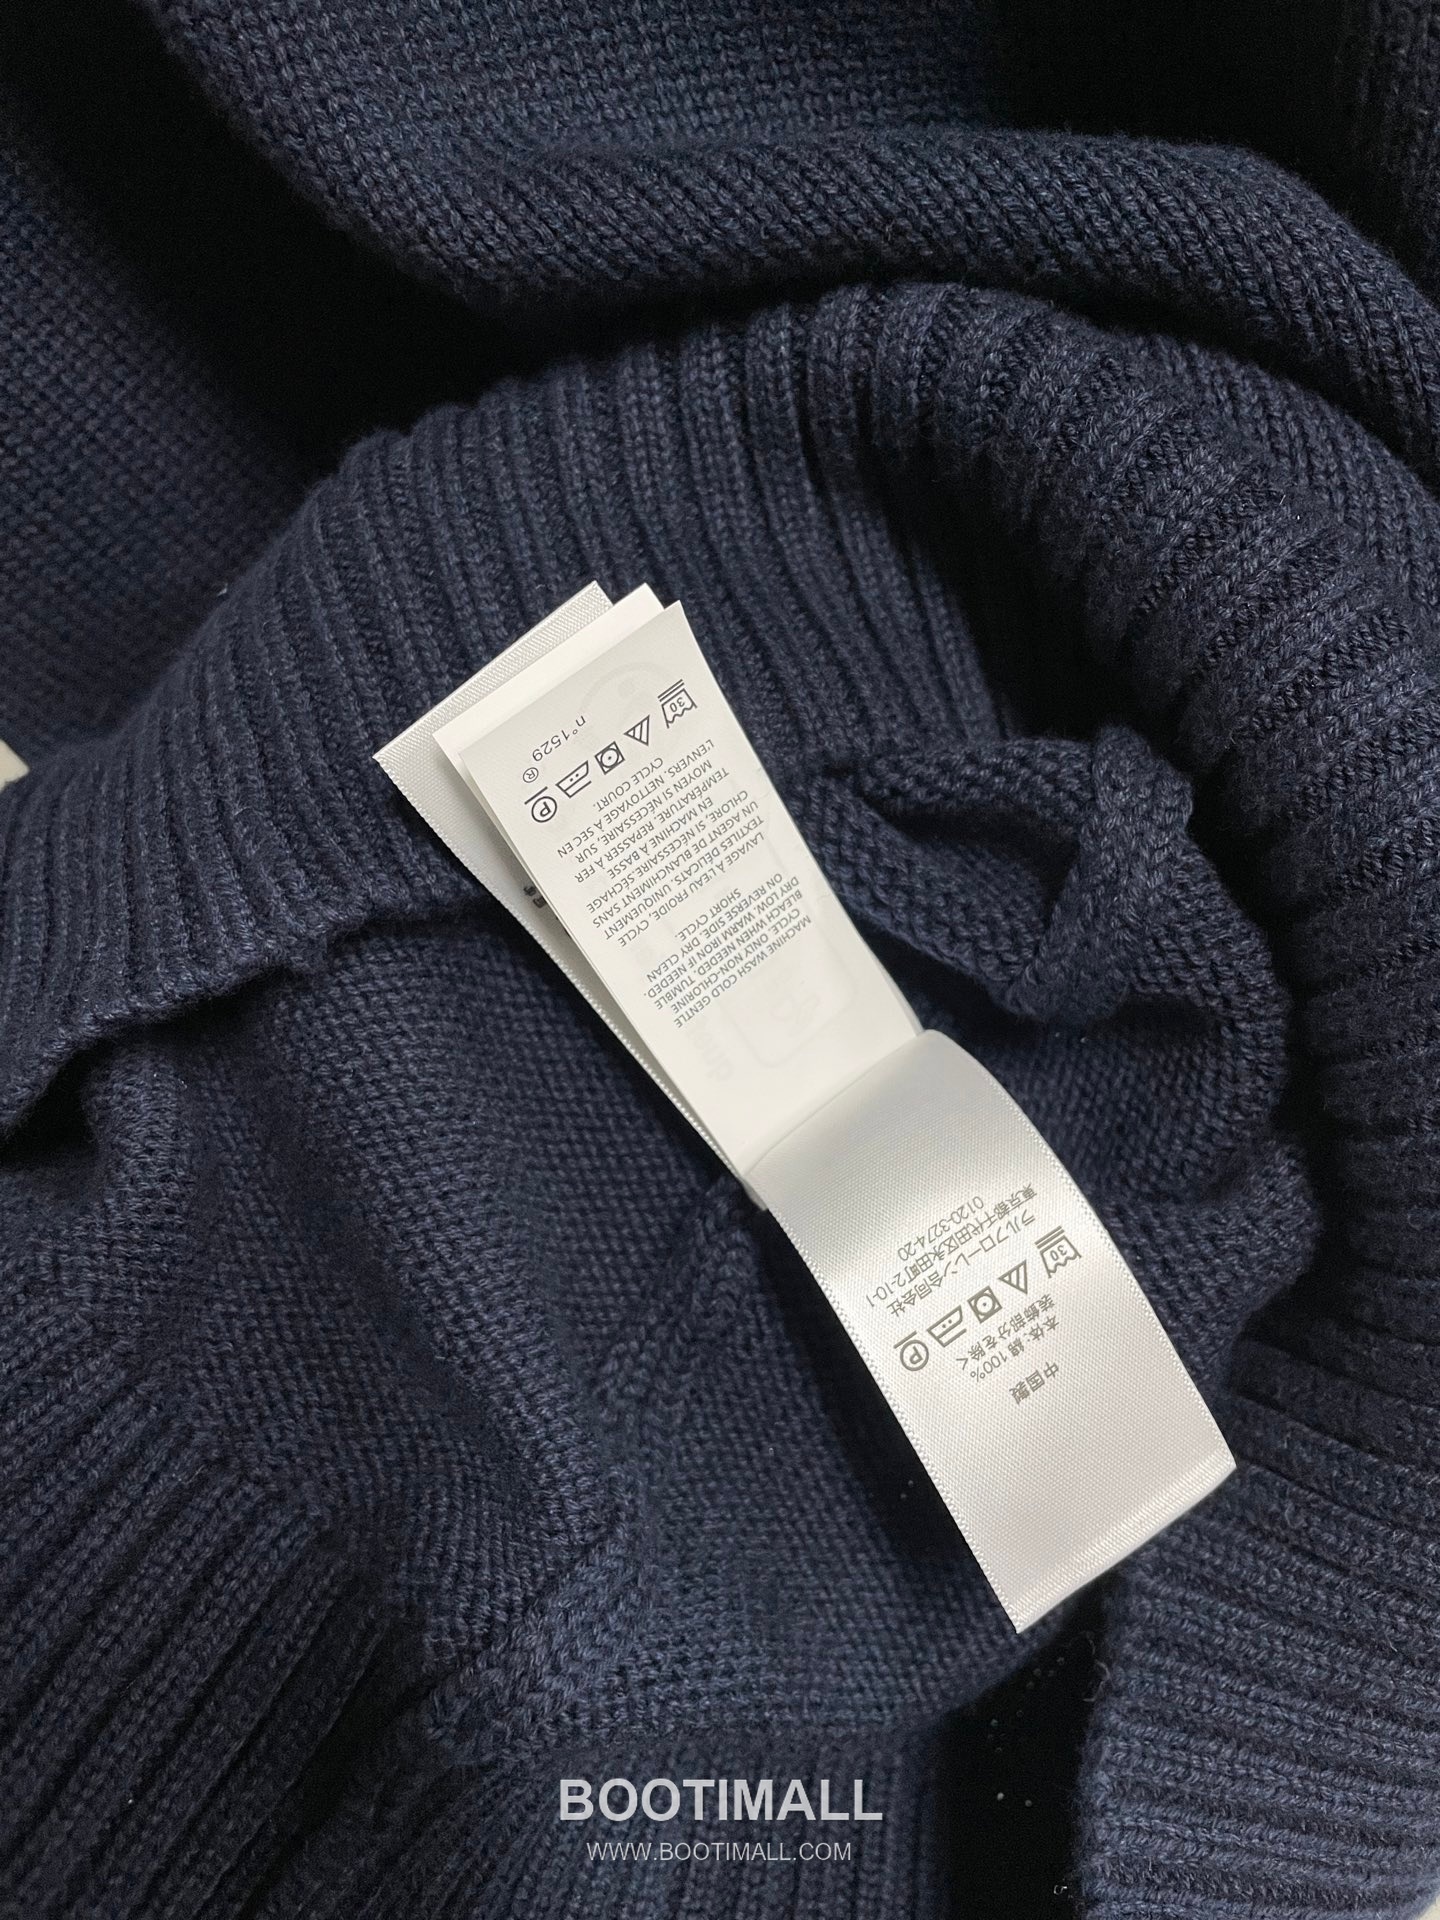 MACHINE WASH COLD GENTLE
CYCLE. ONLY NON-CHLORINE
BLEACH WHEN NEEDED. TUMBLE
DRY LOW. WARM IRON IF NEEDED.
ON REVERSE SIDE. DRY CLEAN
SHORT CYCLE.
LAVAGE À L'EAU FROIDE, CYCLE
TEXTILES DÉLICATS. UNIQUEMENT
UN AGENT DE BLANCHIMENT SANS
CHLORE, SI NÉCESSAIRE. SÉCHAGE
EN MACHINE À BASSE
TEMPÉRATURE. REPASSER À FER
MOYEN SI NÉCESSAIRE, SUR
L'ENVERS. NETTOYAGE À SEC EN
CYCLE COURT.
30
P
®
n°1529
中国製
本体. 綿 100%
装飾部分を除く
30
P
ラルフローレン合同会社
東京都千代田区永田町2-10-1
0120-3274-20
BOOTIMALL
WWW.BOOTIMALL.COM